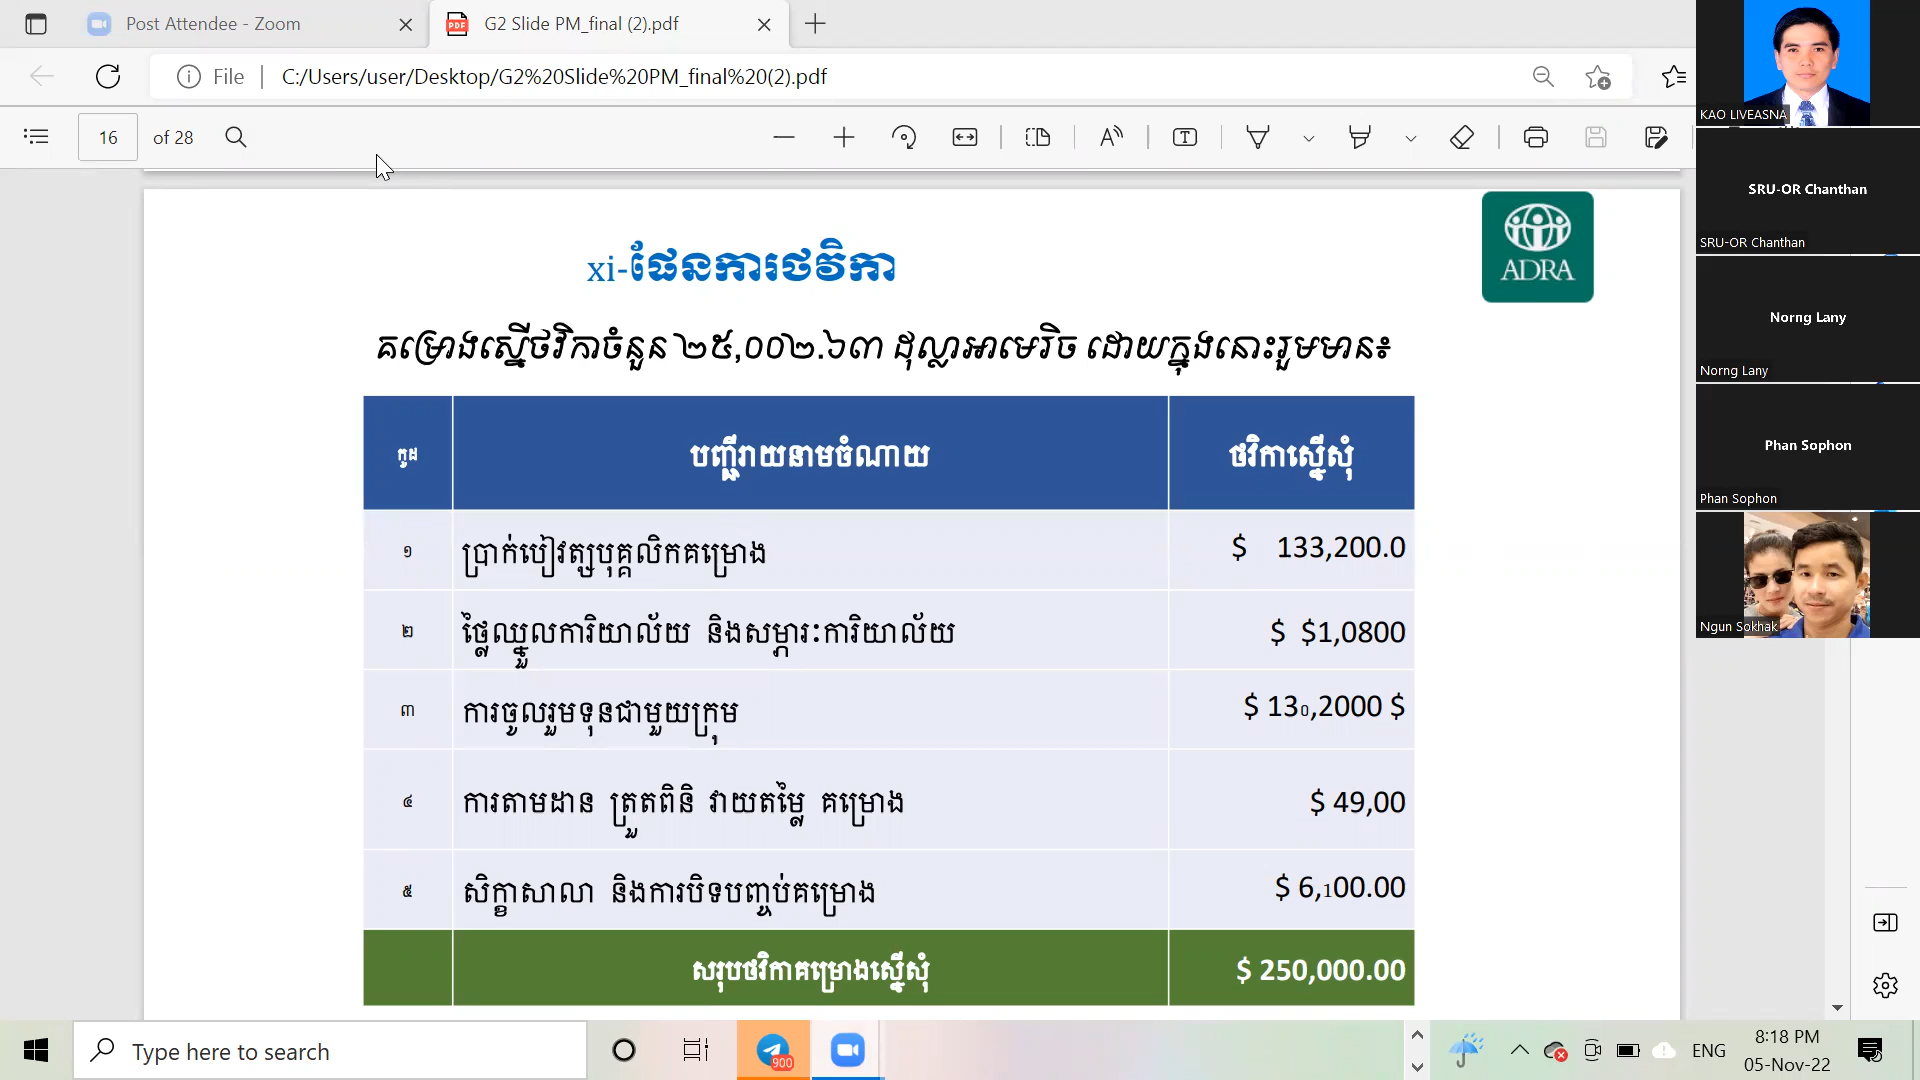 Post Attendee - Zoom
G2 Slide PM_final (2).pdf
File
C:/Users/user/Desktop/G2%20Slide%20PM_final%20(2).pdf
16
of 28
ADRA
xi-ផែនការថវិកា
គម្រោងស្នើថវិកាចំនួន ២៥,០០២.៦៣ ដុល្លាអាមេរិច ដោយក្នុងនោះរួមមាន៖
កូដ
បញ្ជីរាយនាមចំណាយ
ថវិកាស្នើសុំ
១
ប្រាក់បៀវត្សបុគ្គលិកគម្រោង
$ 133,200.0
២
ថ្លៃឈ្នួលការិយាល័យ និងសម្ភារៈការិយាល័យ
$ $1,0800
៣
ការចូលរួមទុនជាមួយក្រុម
$ 130,2000 $
៤
ការតាមដាន ត្រួតពិនិ វាយតម្លៃ គម្រោង
$ 49,00
៥
សិក្ខាសាលា និងការបិទបញ្ចប់គម្រោង
$ 6,100.00
សរុបថវិកាគម្រោងស្នើសុំ
$ 250,000.00
KAO LIVEASNA
SRU-OR Chanthan
SRU-OR Chanthan
Norng Lany
Norng Lany
Phan Sophon
Phan Sophon
Ngun Sokhak
Type here to search
900
ENG
8:18 PM
05-Nov-22